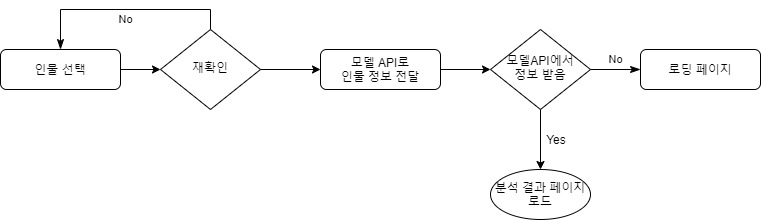 No
인물 선택
재확인
모델 API로
인물 정보 전달
모델API에서
정보 받음
No
로딩 페이지
Yes
분석 결과 페이지
로드